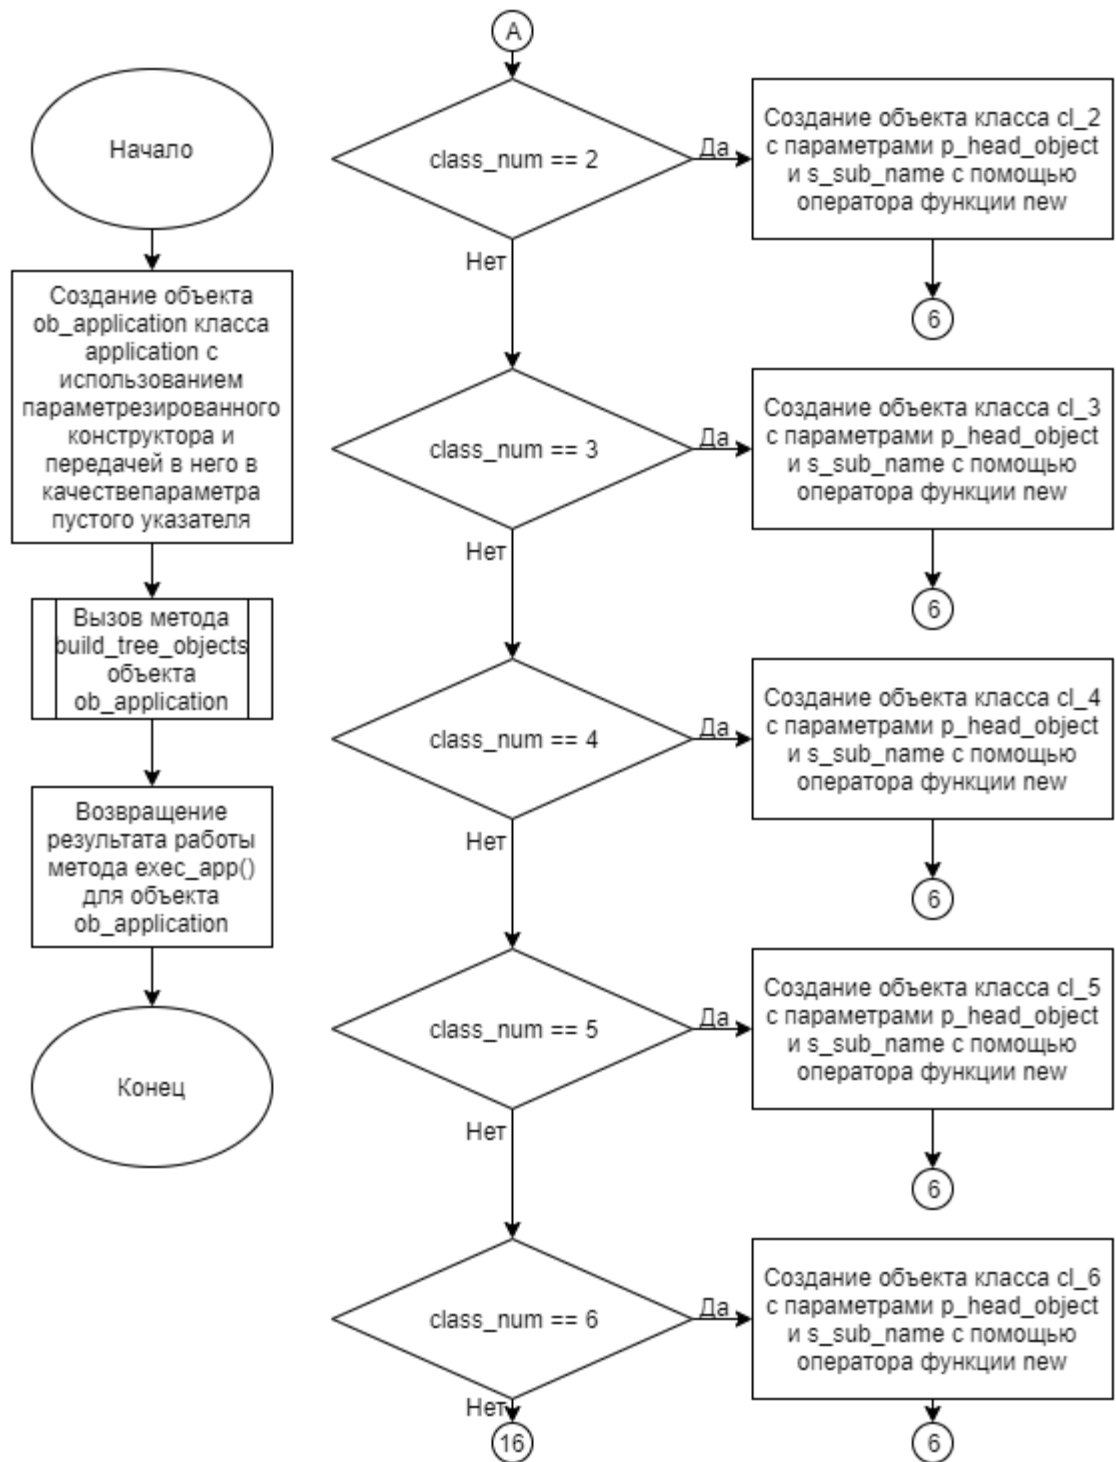 Начало
Создание объекта
ob_application класса
application с
использованием
параметрезированного
конструктора и
передачей в него в
качествепараметра
пустого указателя
Вызов метода
build_tree_objects
объекта
ob_application
Возвращение
результата работы
метода exec_app()
для объекта
ob_application
Конец
A
class_num == 2
Да
Создание объекта класса cl_2
с параметрами p_head_object
и s_sub_name с помощью
оператора функции new
6
Нет
class_num == 3
Да
Создание объекта класса cl_3
с параметрами p_head_object
и s_sub_name с помощью
оператора функции new
6
Нет
class_num == 4
Да
Создание объекта класса cl_4
с параметрами p_head_object
и s_sub_name с помощью
оператора функции new
6
Нет
class_num == 5
Да
Создание объекта класса cl_5
с параметрами p_head_object
и s_sub_name с помощью
оператора функции new
6
Нет
class_num == 6
Да
Создание объекта класса cl_6
с параметрами p_head_object
и s_sub_name с помощью
оператора функции new
6
Нет
16